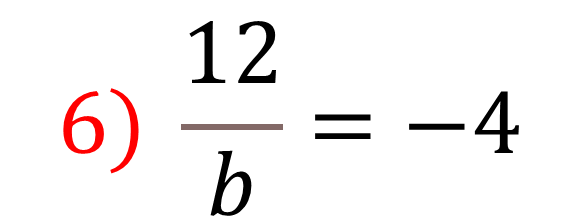 6) 12/b = −4